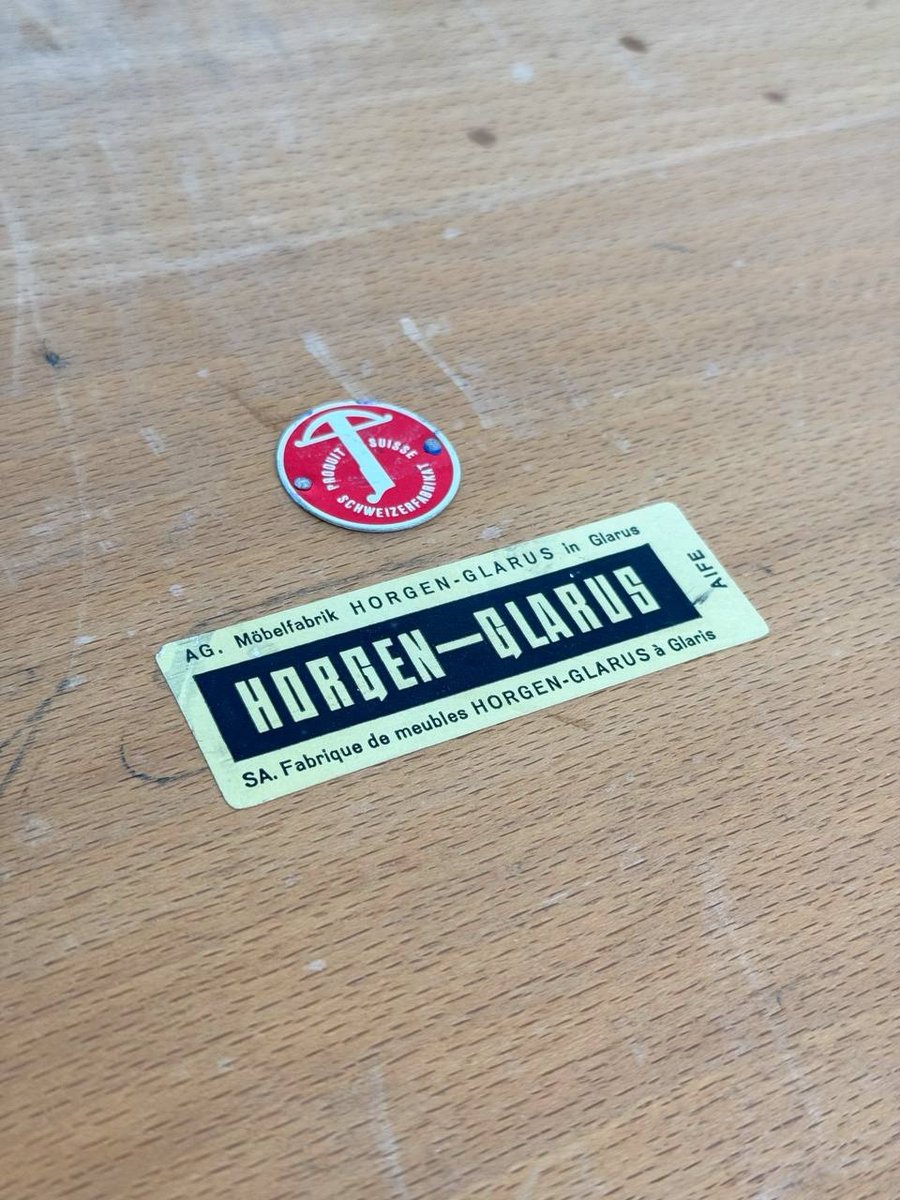 PRODUIT SUISSE
SCHWEIZERFABRIKAT
AG. Möbelfabrik HORGEN-GLARUS in Glarus
HORGEN-GLARUS
SA. Fabrique de meubles HORGEN-GLARUS à Glaris
AIFE